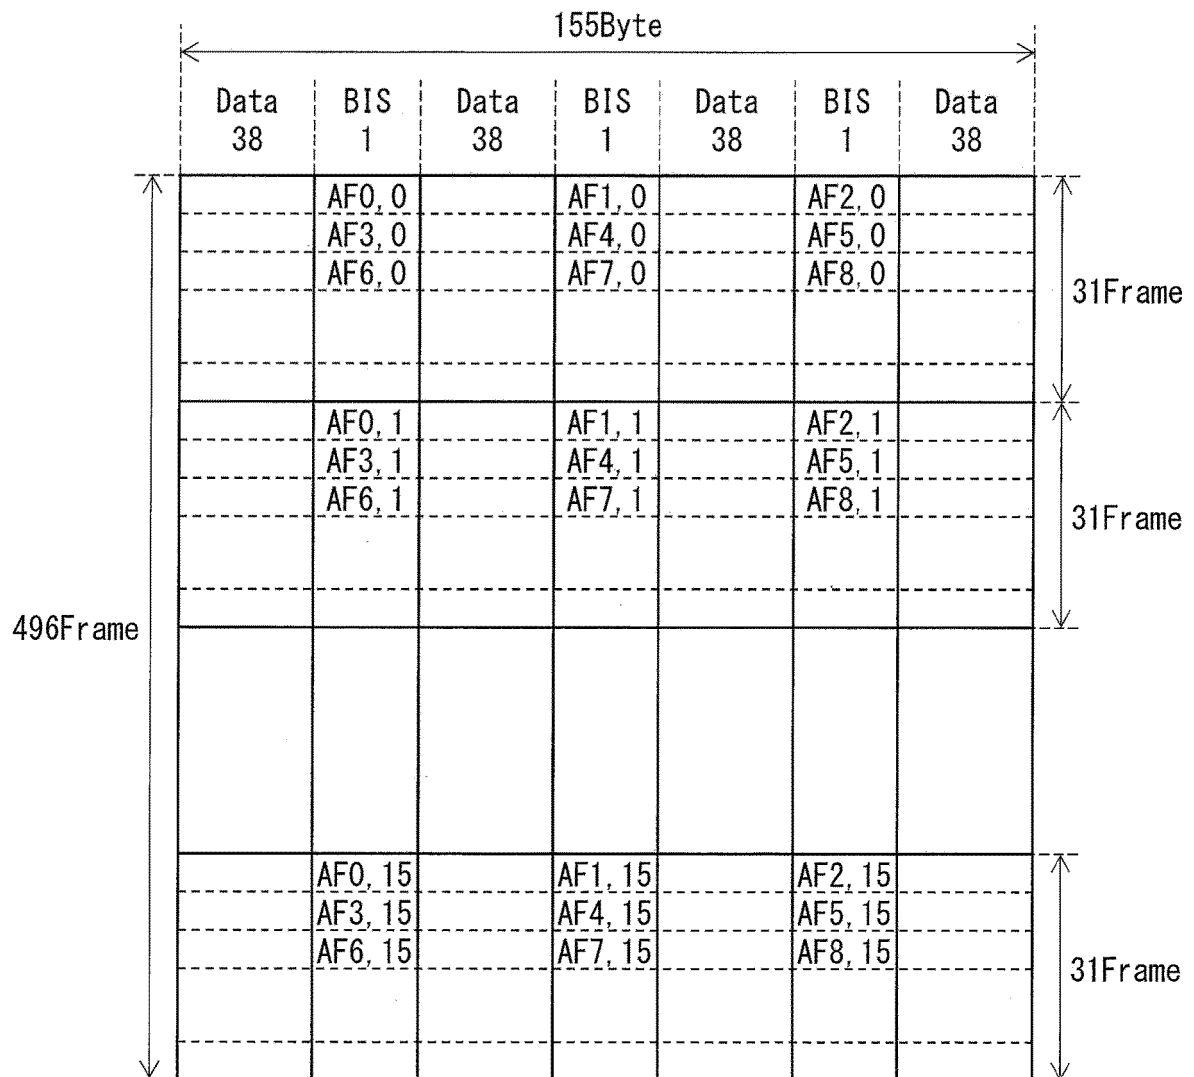 155Byte
Data BIS Data BIS Data BIS Data
38 1 38 1 38 1 38
AF0, 0 AF1, 0 AF2, 0
AF3, 0 AF4, 0 AF5, 0
AF6, 0 AF7, 0 AF8, 0
31Frame
AF0, 1 AF1, 1 AF2, 1
AF3, 1 AF4, 1 AF5, 1
AF6, 1 AF7, 1 AF8, 1
31Frame
496Frame
AF0, 15 AF1, 15 AF2, 15
AF3, 15 AF4, 15 AF5, 15
AF6, 15 AF7, 15 AF8, 15
31Frame